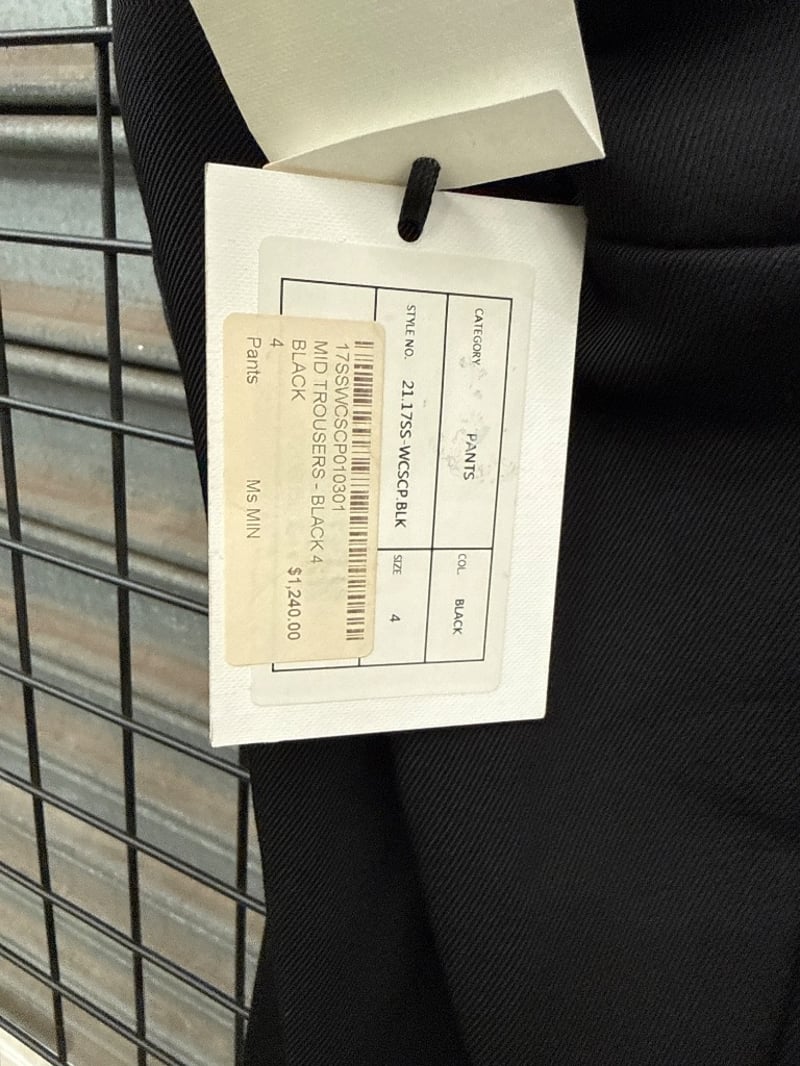 CATEGORY PANTS COL. BLACK
STYLE NO. 21.17SS-WCSCP.BLK SIZE 4
17SSWCSCP010301
MID TROUSERS - BLACK 4
BLACK $1,240.00
4
Pants Ms MIN